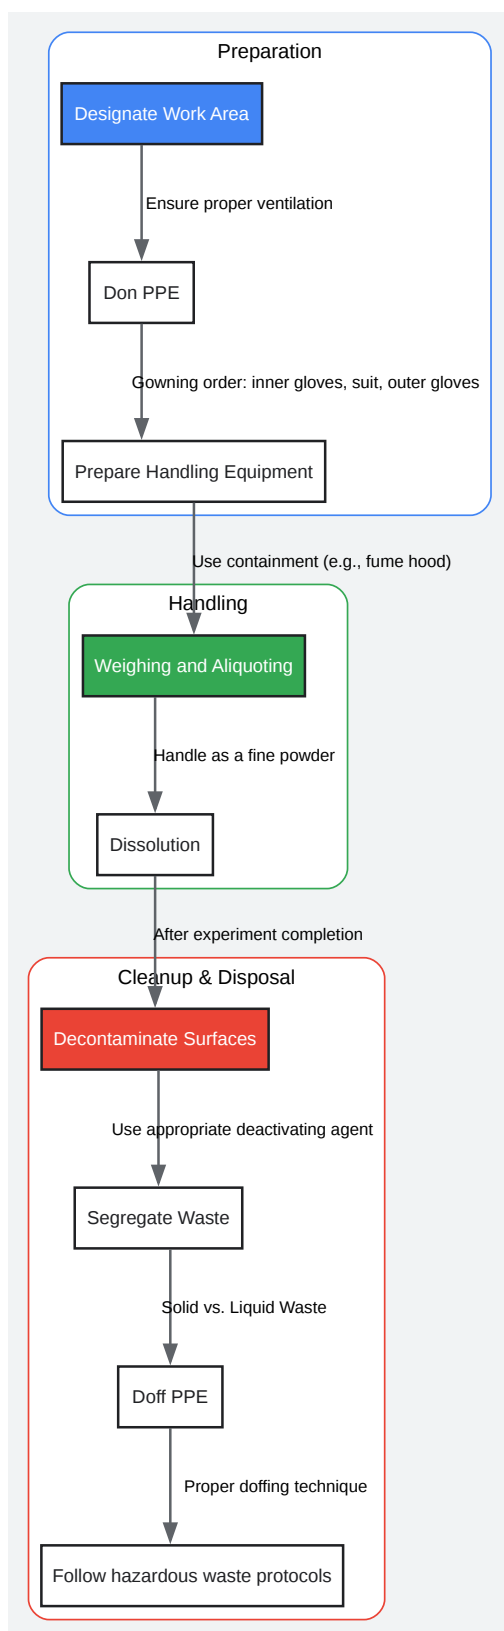 Preparation
Designate Work Area
Ensure proper ventilation
Don PPE
Gowning order: inner gloves, suit, outer gloves
Prepare Handling Equipment
Use containment (e.g., fume hood)
Handling
Weighing and Aliquoting
Handle as a fine powder
Dissolution
After experiment completion
Cleanup & Disposal
Decontaminate Surfaces
Use appropriate deactivating agent
Segregate Waste
Solid vs. Liquid Waste
Doff PPE
Proper doffing technique
Follow hazardous waste protocols